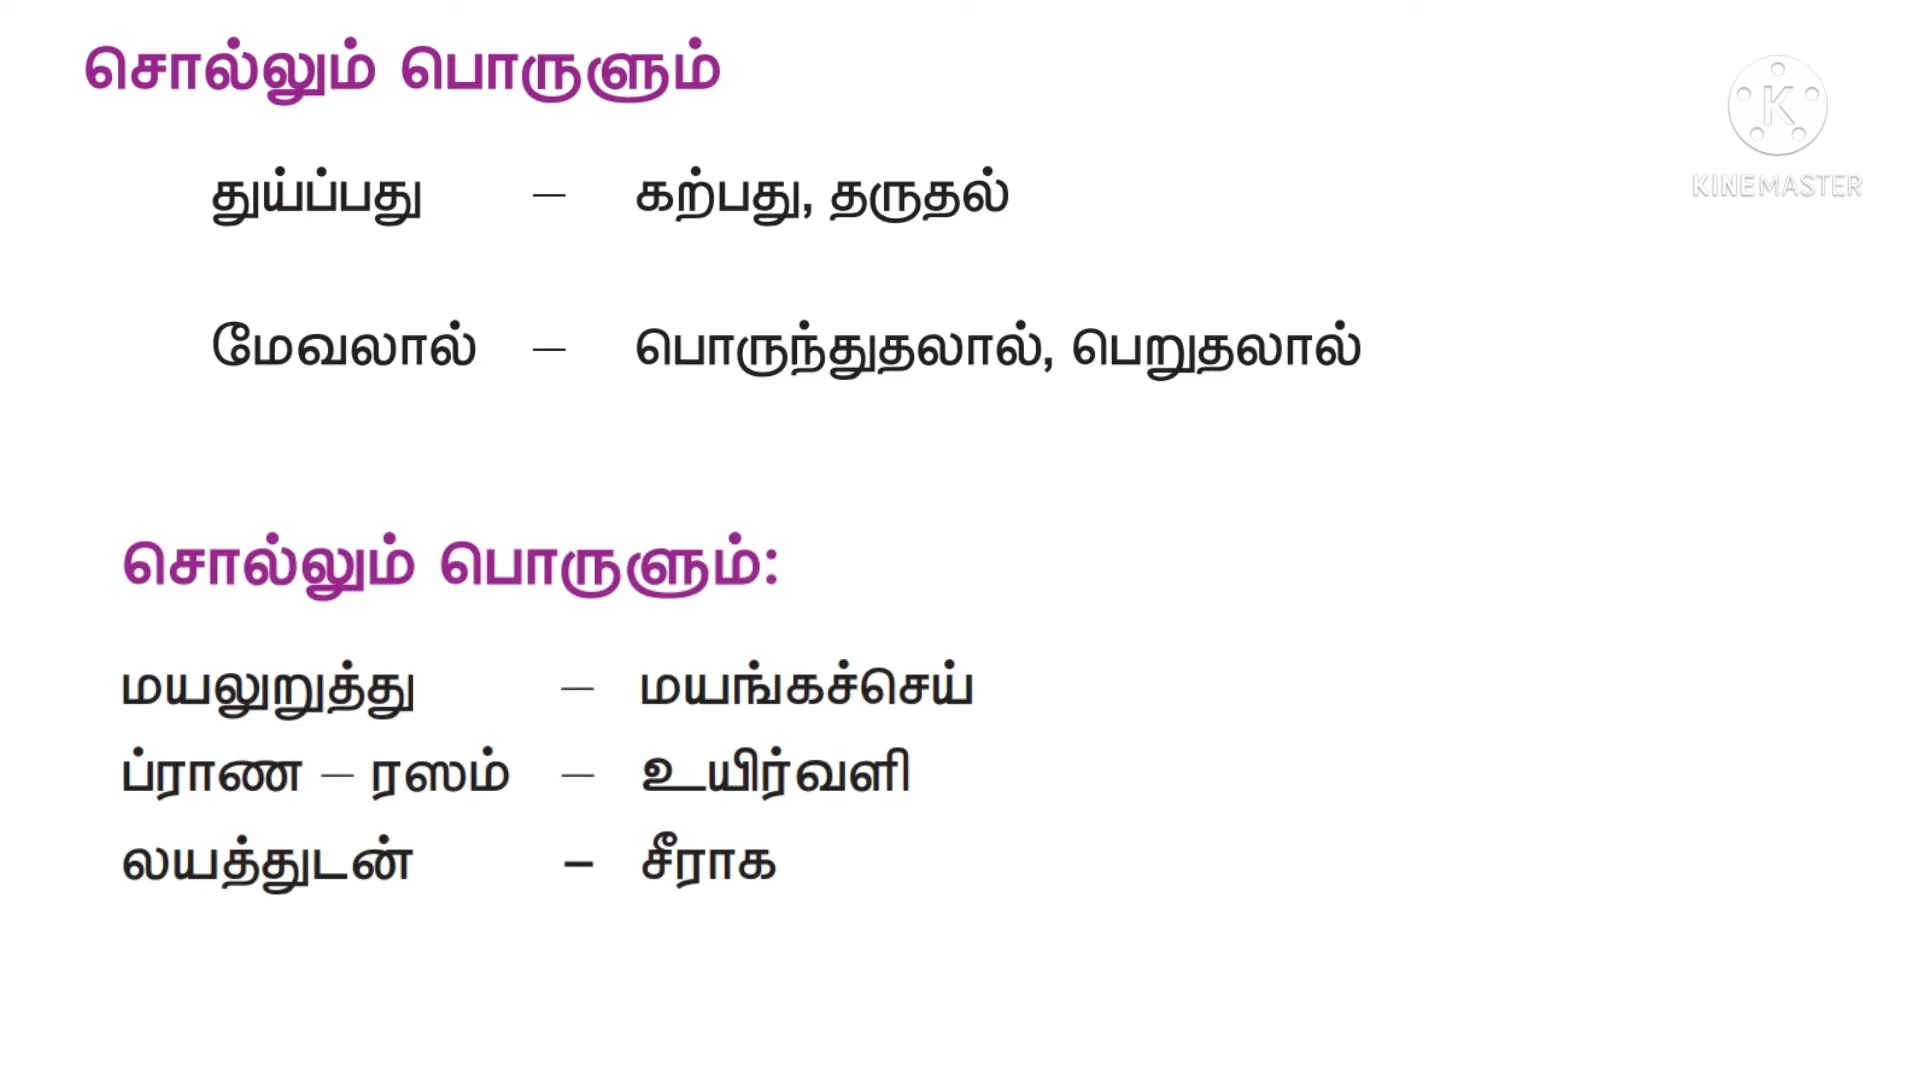 சொல்லும் பொருளும்
துய்ப்பது – கற்பது, தருதல்
மேவலால் – பொருந்துதலால், பெறுதலால்
சொல்லும் பொருளும்:
மயலுறுத்து – மயங்கச்செய்
ப்ராண – ரஸம் – உயிர்வளி
லயத்துடன் – சீராக
K
KINEMASTER